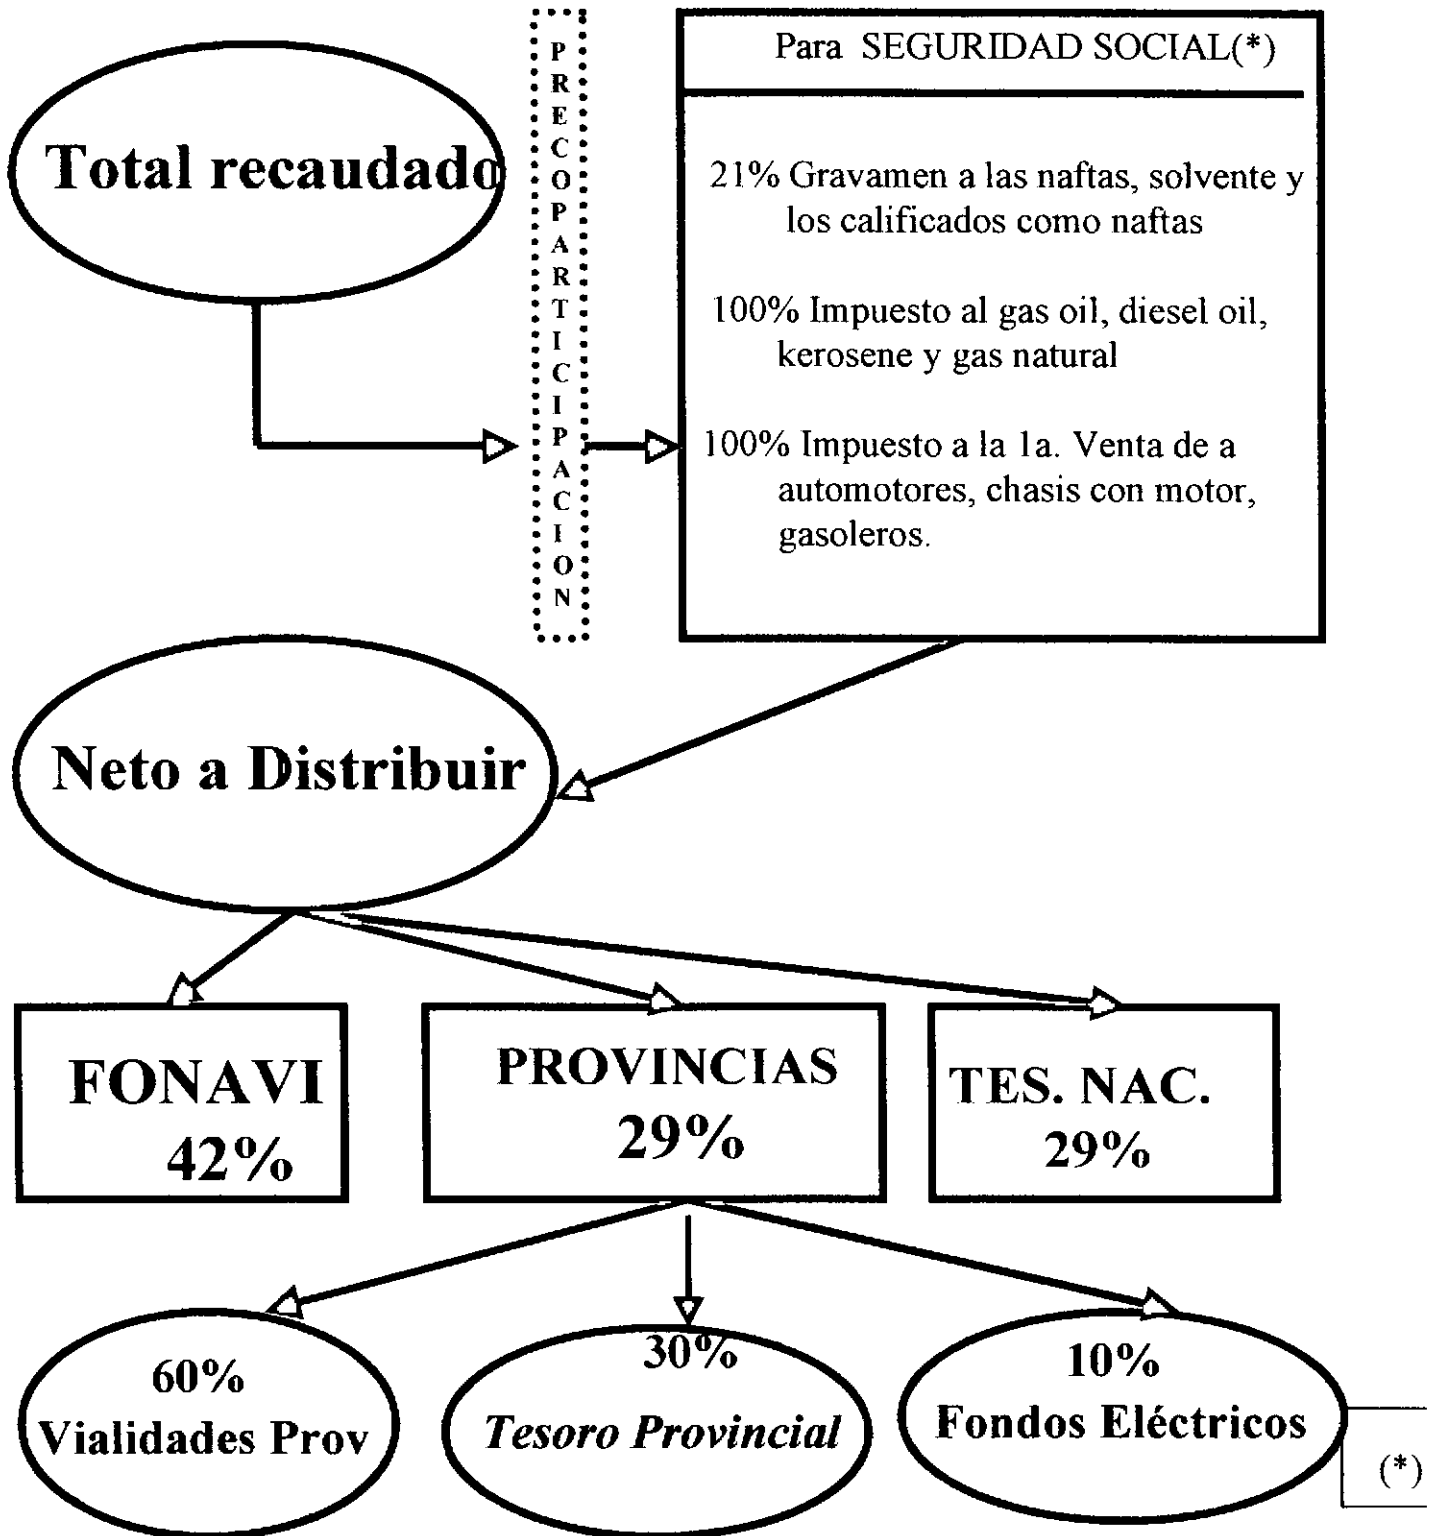 Total recaudado
PRECOPARTICIPACION
Para SEGURIDAD SOCIAL(*)
21% Gravamen a las naftas, solvente y
los calificados como naftas
100% Impuesto al gas oil, diesel oil,
kerosene y gas natural
100% Impuesto a la 1a. Venta de a
automotores, chasis con motor,
gasoleros.
Neto a Distribuir
FONAVI
42%
PROVINCIAS
29%
TES. NAC.
29%
60%
Vialidades Prov
30%
Tesoro Provincial
10%
Fondos Eléctricos
(*)